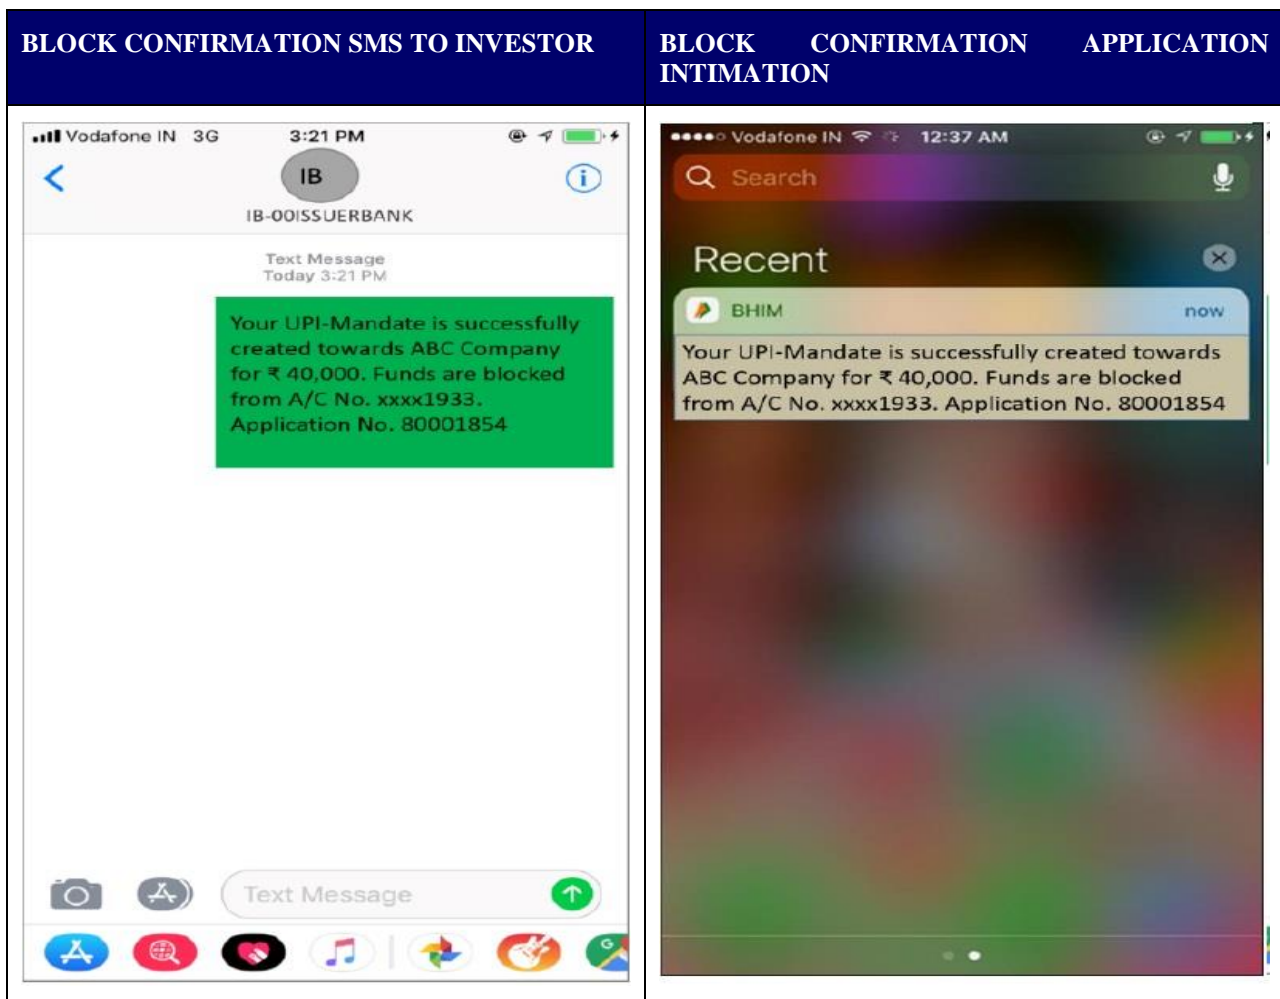 BLOCK CONFIRMATION SMS TO INVESTOR
BLOCK CONFIRMATION APPLICATION
INTIMATION
Vodafone IN 3G 3:21 PM
IB
IB-00ISSUERBANK
Text Message
Today 3:21 PM
Your UPI-Mandate is successfully
created towards ABC Company
for ₹ 40,000. Funds are blocked
from A/C No. xxxx1933.
Application No. 80001854
Text Message
Vodafone IN 12:37 AM
Search
Recent
BHIM now
Your UPI-Mandate is successfully created towards
ABC Company for ₹ 40,000. Funds are blocked
from A/C No. xxxx1933. Application No. 80001854